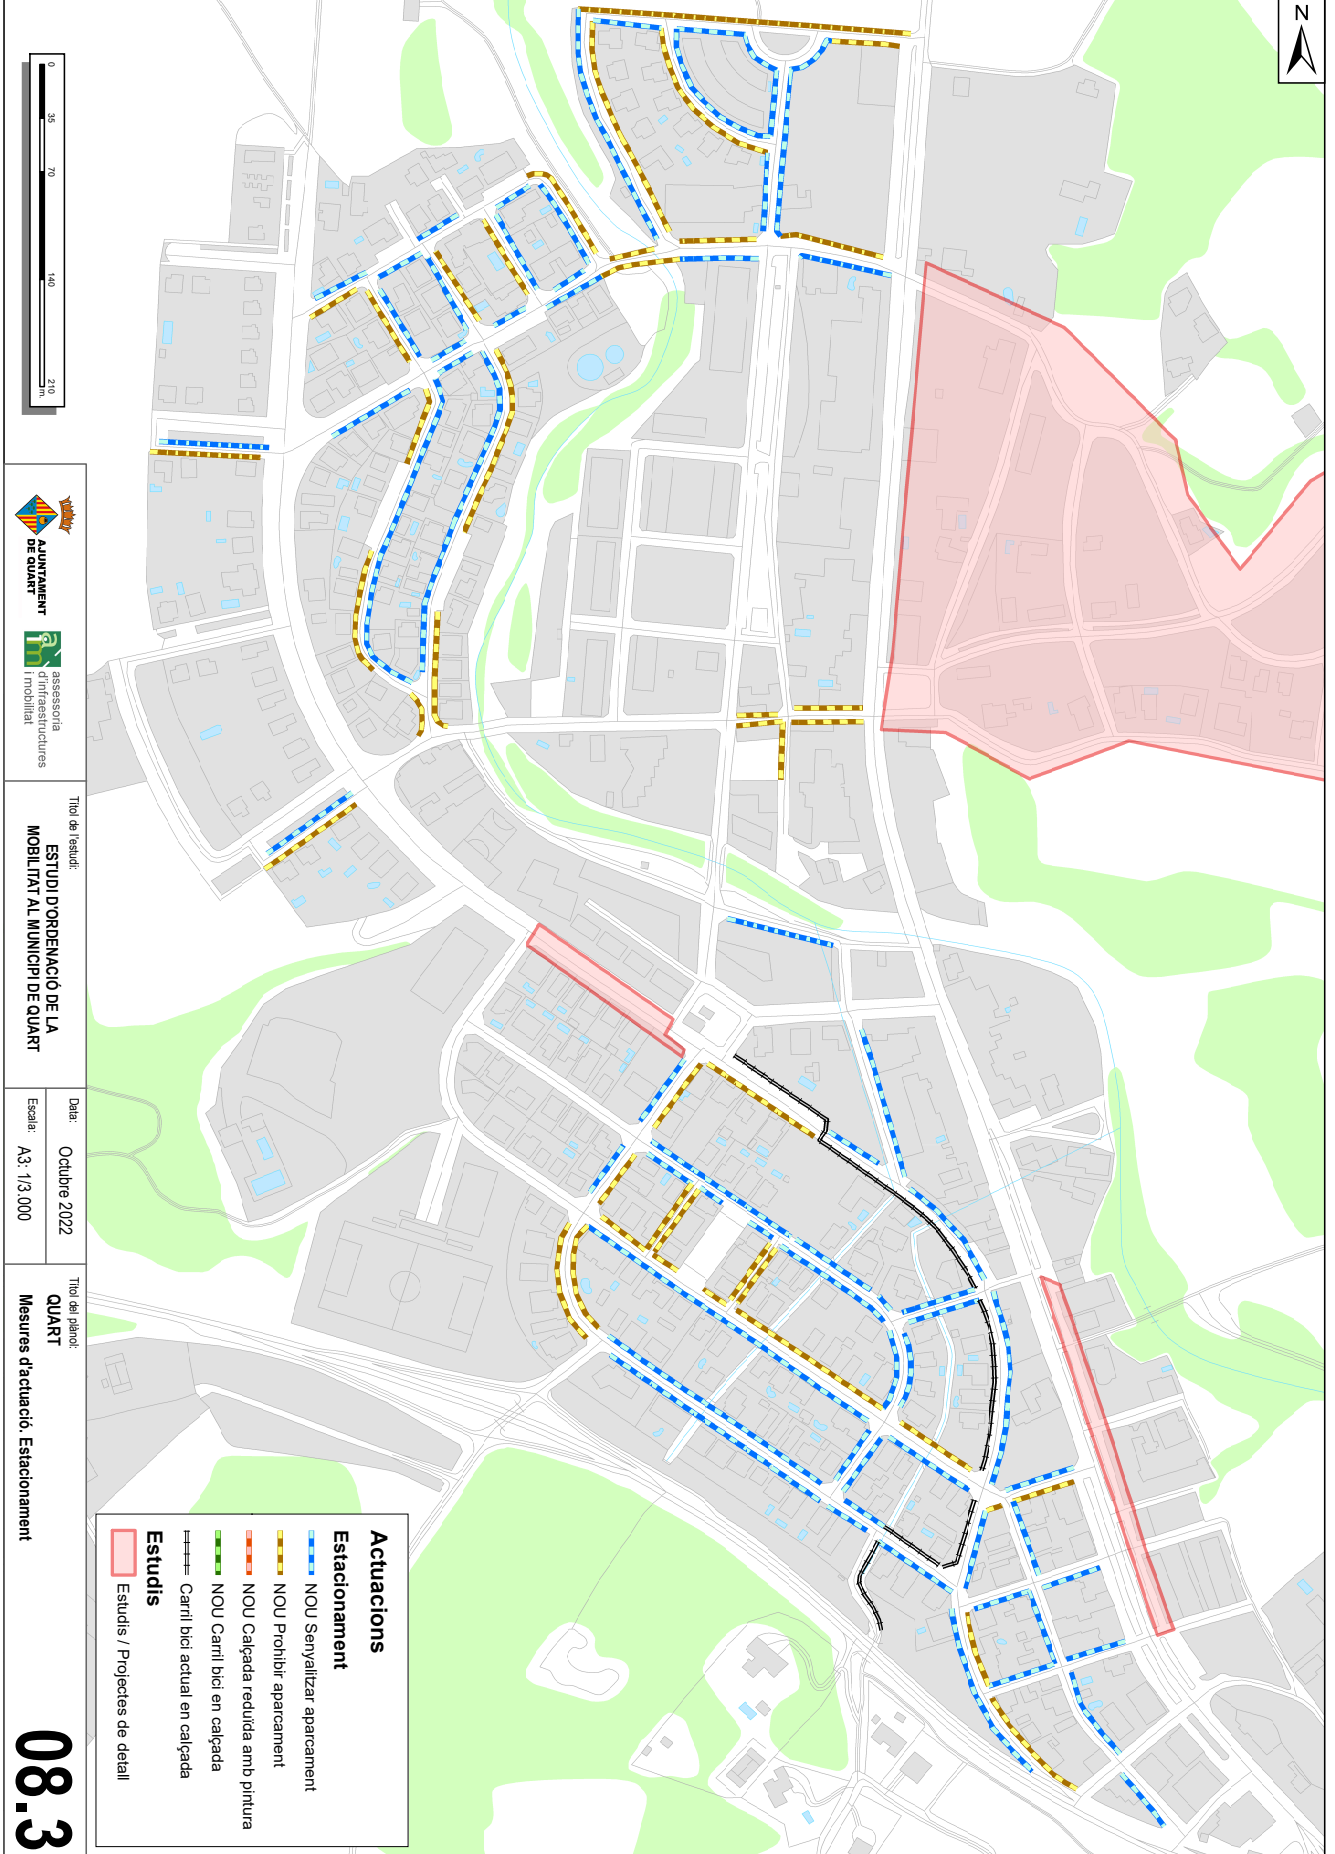 N
Actuacions
Estacionament
NOU Senyalitzar aparcament
NOU Prohibir aparcament
NOU Calçada reduïda amb pintura
NOU Carril bici en calçada
Carril bici actual en calçada
Estudis
Estudis / Projectes de detall
0 35 70 140 210
m.
AJUNTAMENT
DE QUART
am
assessoria
d'infraestructures
i mobilitat
Títol de l'estudi:
ESTUDI D'ORDENACIÓ DE LA
MOBILITAT AL MUNICIPI DE QUART
Data:
Octubre 2022
Escala:
A3: 1/3.000
Títol del plànol:
QUART
Mesures d'actuació. Estacionament
08.3